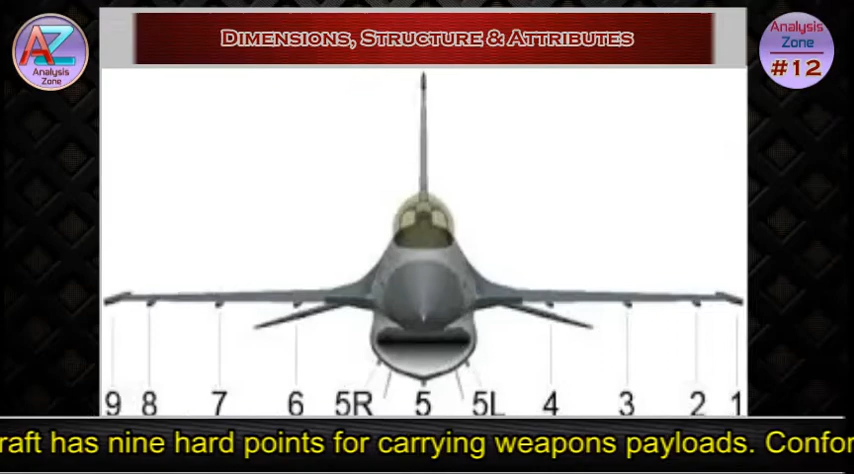 AZ
Analysis
Zone
DIMENSIONS, STRUCTURE & ATTRIBUTES
Analysis
Zone
#12
9 8 7 6 5R 5 5L 4 3 2 1
raft has nine hard points for carrying weapons payloads. Confor